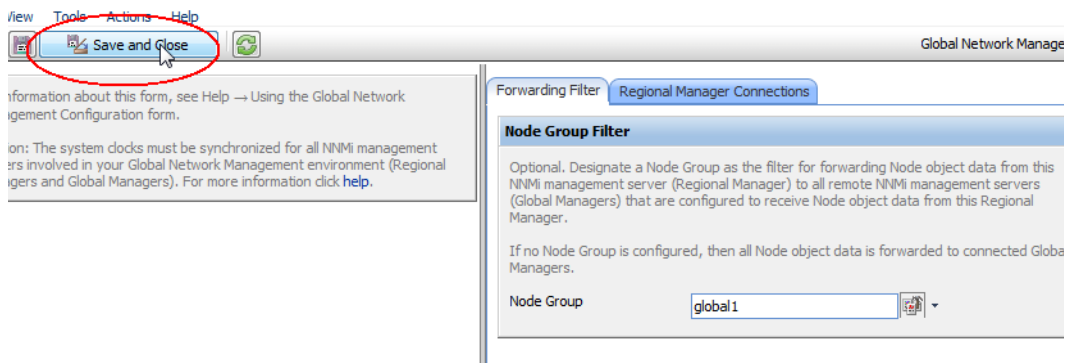 View Tools Actions Help
Save and Close
Global Network Manage
nformation about this form, see Help → Using the Global Network
agement Configuration form.
ion: The system clocks must be synchronized for all NNMi management
ers involved in your Global Network Management environment (Regional
agers and Global Managers). For more information click help.
Forwarding Filter Regional Manager Connections
Node Group Filter
Optional. Designate a Node Group as the filter for forwarding Node object data from this
NNMi management server (Regional Manager) to all remote NNMi management servers
(Global Managers) that are configured to receive Node object data from this Regional
Manager.
If no Node Group is configured, then all Node object data is forwarded to connected Globa
Managers.
Node Group global1